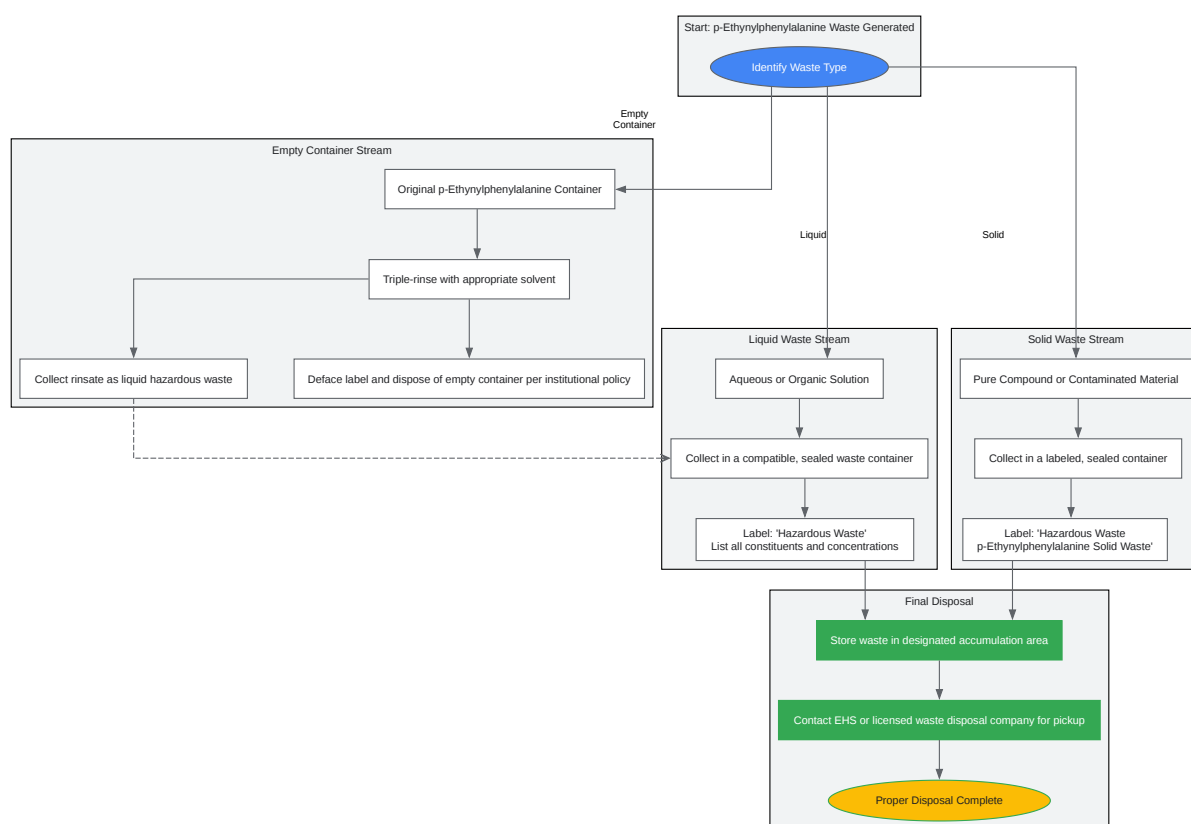 Start: p-Ethynylphenylalanine Waste Generated
Identify Waste Type
Empty
Container
Empty Container Stream
Original p-Ethynylphenylalanine Container
Liquid
Solid
Triple-rinse with appropriate solvent
Liquid Waste Stream
Solid Waste Stream
Collect rinsate as liquid hazardous waste
Deface label and dispose of empty container per institutional policy
Aqueous or Organic Solution
Pure Compound or Contaminated Material
Collect in a compatible, sealed waste container
Collect in a labeled, sealed container
Label: 'Hazardous Waste'
List all constituents and concentrations
Label: 'Hazardous Waste
p-Ethynylphenylalanine Solid Waste'
Final Disposal
Store waste in designated accumulation area
Contact EHS or licensed waste disposal company for pickup
Proper Disposal Complete